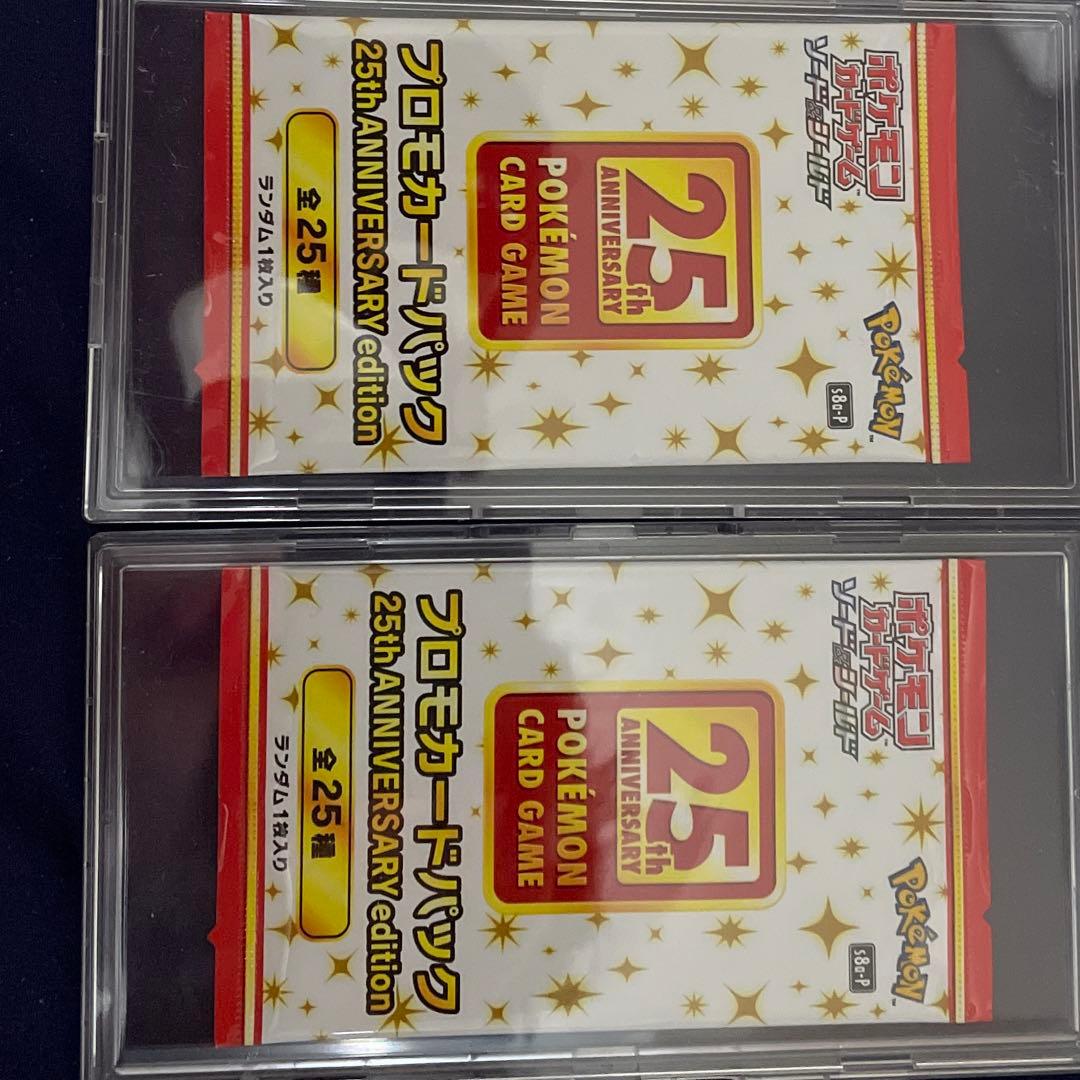 ポケモン
カードゲーム
ソード&シールド
Pokémon
s8a-P
25th
ANNIVERSARY
POKÉMON
CARD GAME
プロモカードパック
25th ANNIVERSARY edition
全25種
ランダム1枚入り
ポケモン
カードゲーム
ソード&シールド
Pokémon
s8a-P
25th
ANNIVERSARY
POKÉMON
CARD GAME
プロモカードパック
25th ANNIVERSARY edition
全25種
ランダム1枚入り